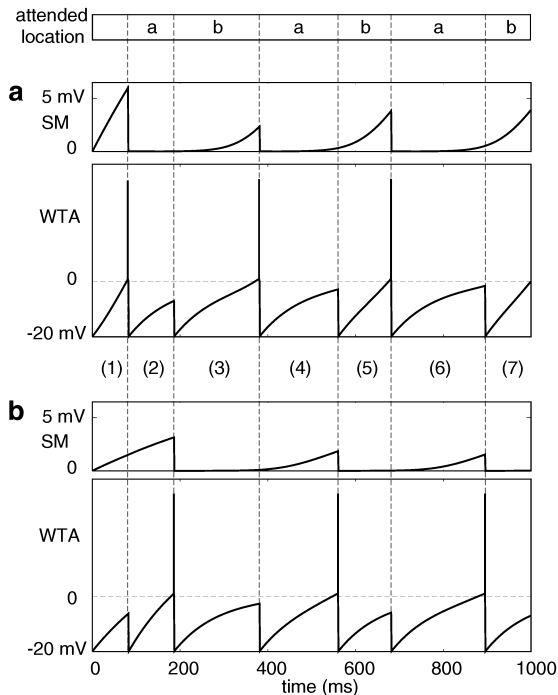 attended location a b a b a b
a
5 mV
SM
0
WTA
0
-20 mV
(1) (2) (3) (4) (5) (6) (7)
b
5 mV
SM
0
WTA
0
-20 mV
0 200 400 600 800 1000
time (ms)